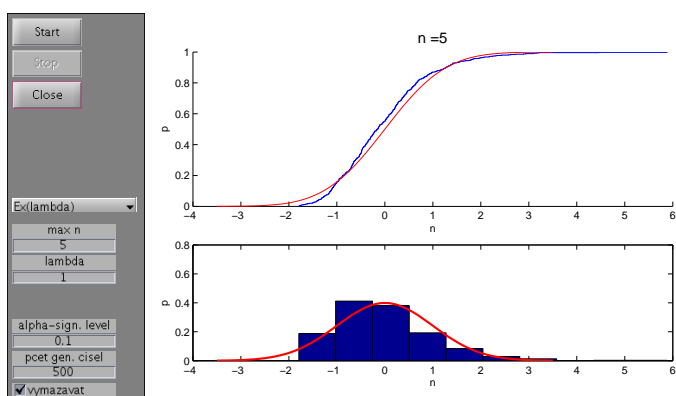 Start
Stop
Close
Ex(lambda)
max n
5
lambda
1
alpha-sign. level
0.1
pcet gen. cisel
500
vymazavat
n =5
1
0.8
0.6
0.4
0.2
0
p
-4 -3 -2 -1 0 1 2 3 4 5 6
n
0.8
0.6
0.4
0.2
0
p
-4 -3 -2 -1 0 1 2 3 4 5 6
n